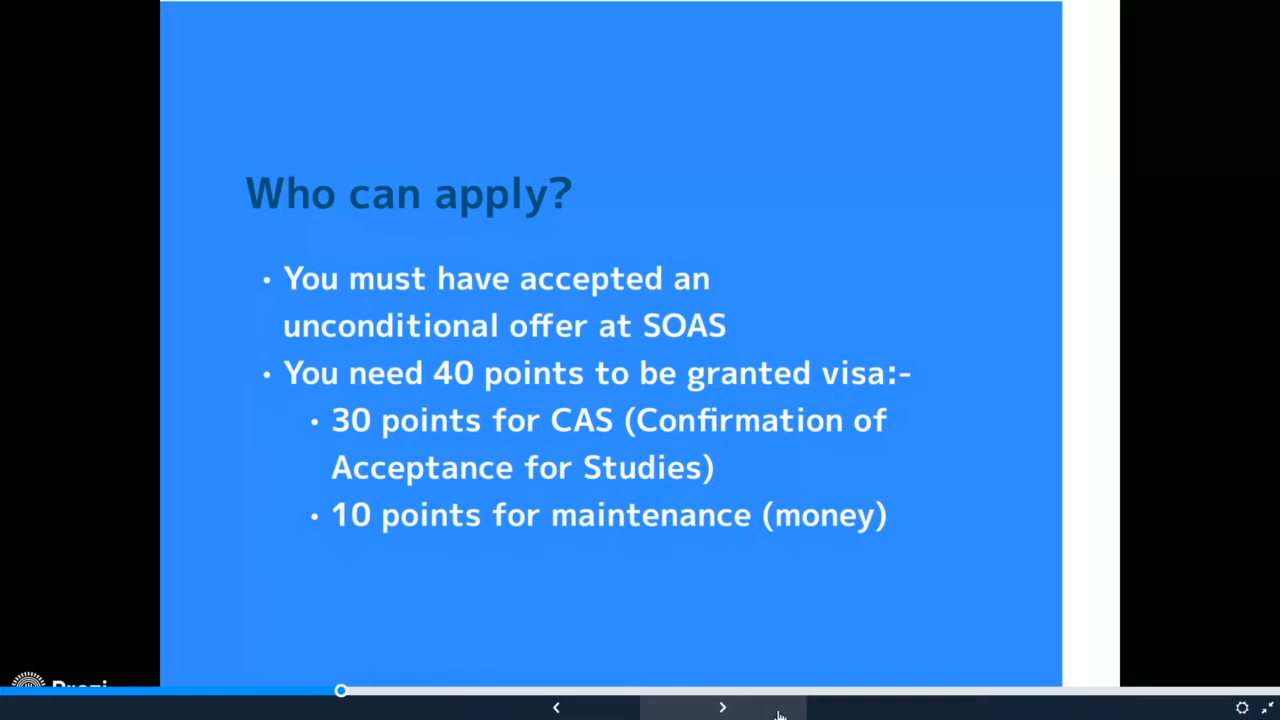 Who can apply?
• You must have accepted an
unconditional offer at SOAS
• You need 40 points to be granted visa:-
• 30 points for CAS (Confirmation of
Acceptance for Studies)
• 10 points for maintenance (money)
Prezi